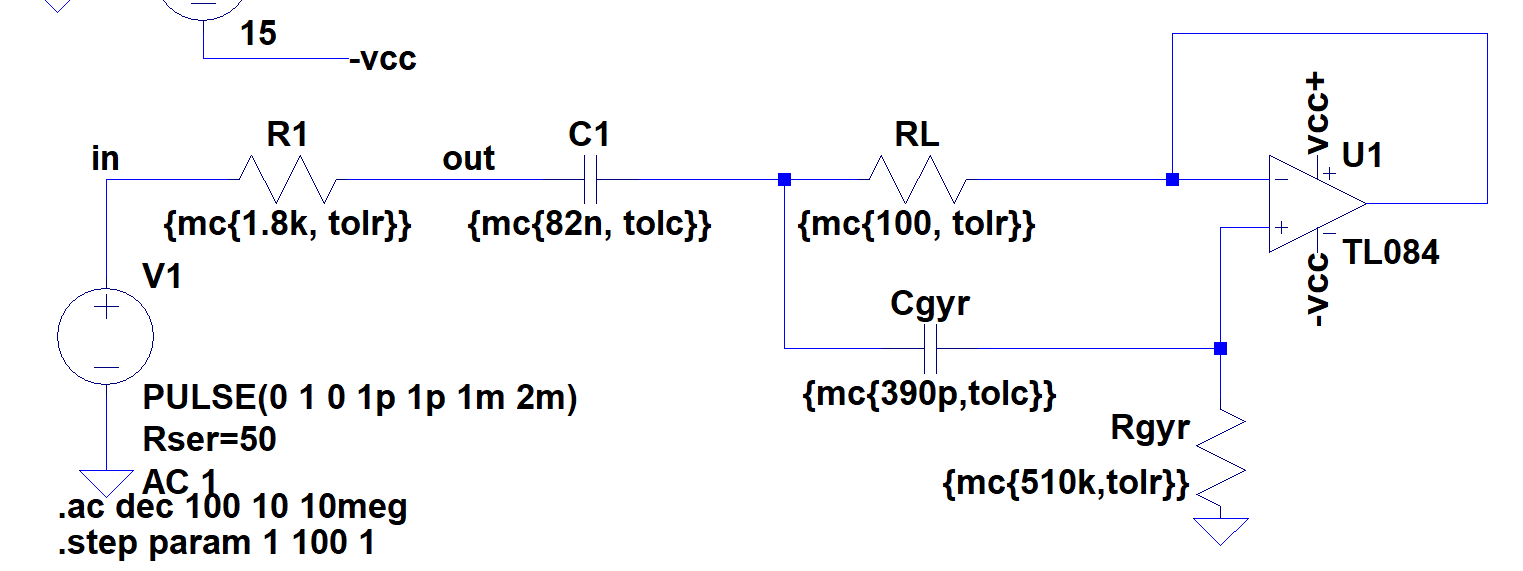 15
-vcc
in
R1
out
C1
RL
vcc+
U1
{mc{1.8k, tolr}}
{mc{82n, tolc}}
{mc{100, tolr}}
TL084
-vcc
V1
Cgyr
{mc{390p,tolc}}
PULSE(0 1 0 1p 1p 1m 2m)
Rser=50
AC 1
Rgyr
{mc{510k,tolr}}
.ac dec 100 10 10meg
.step param 1 100 1